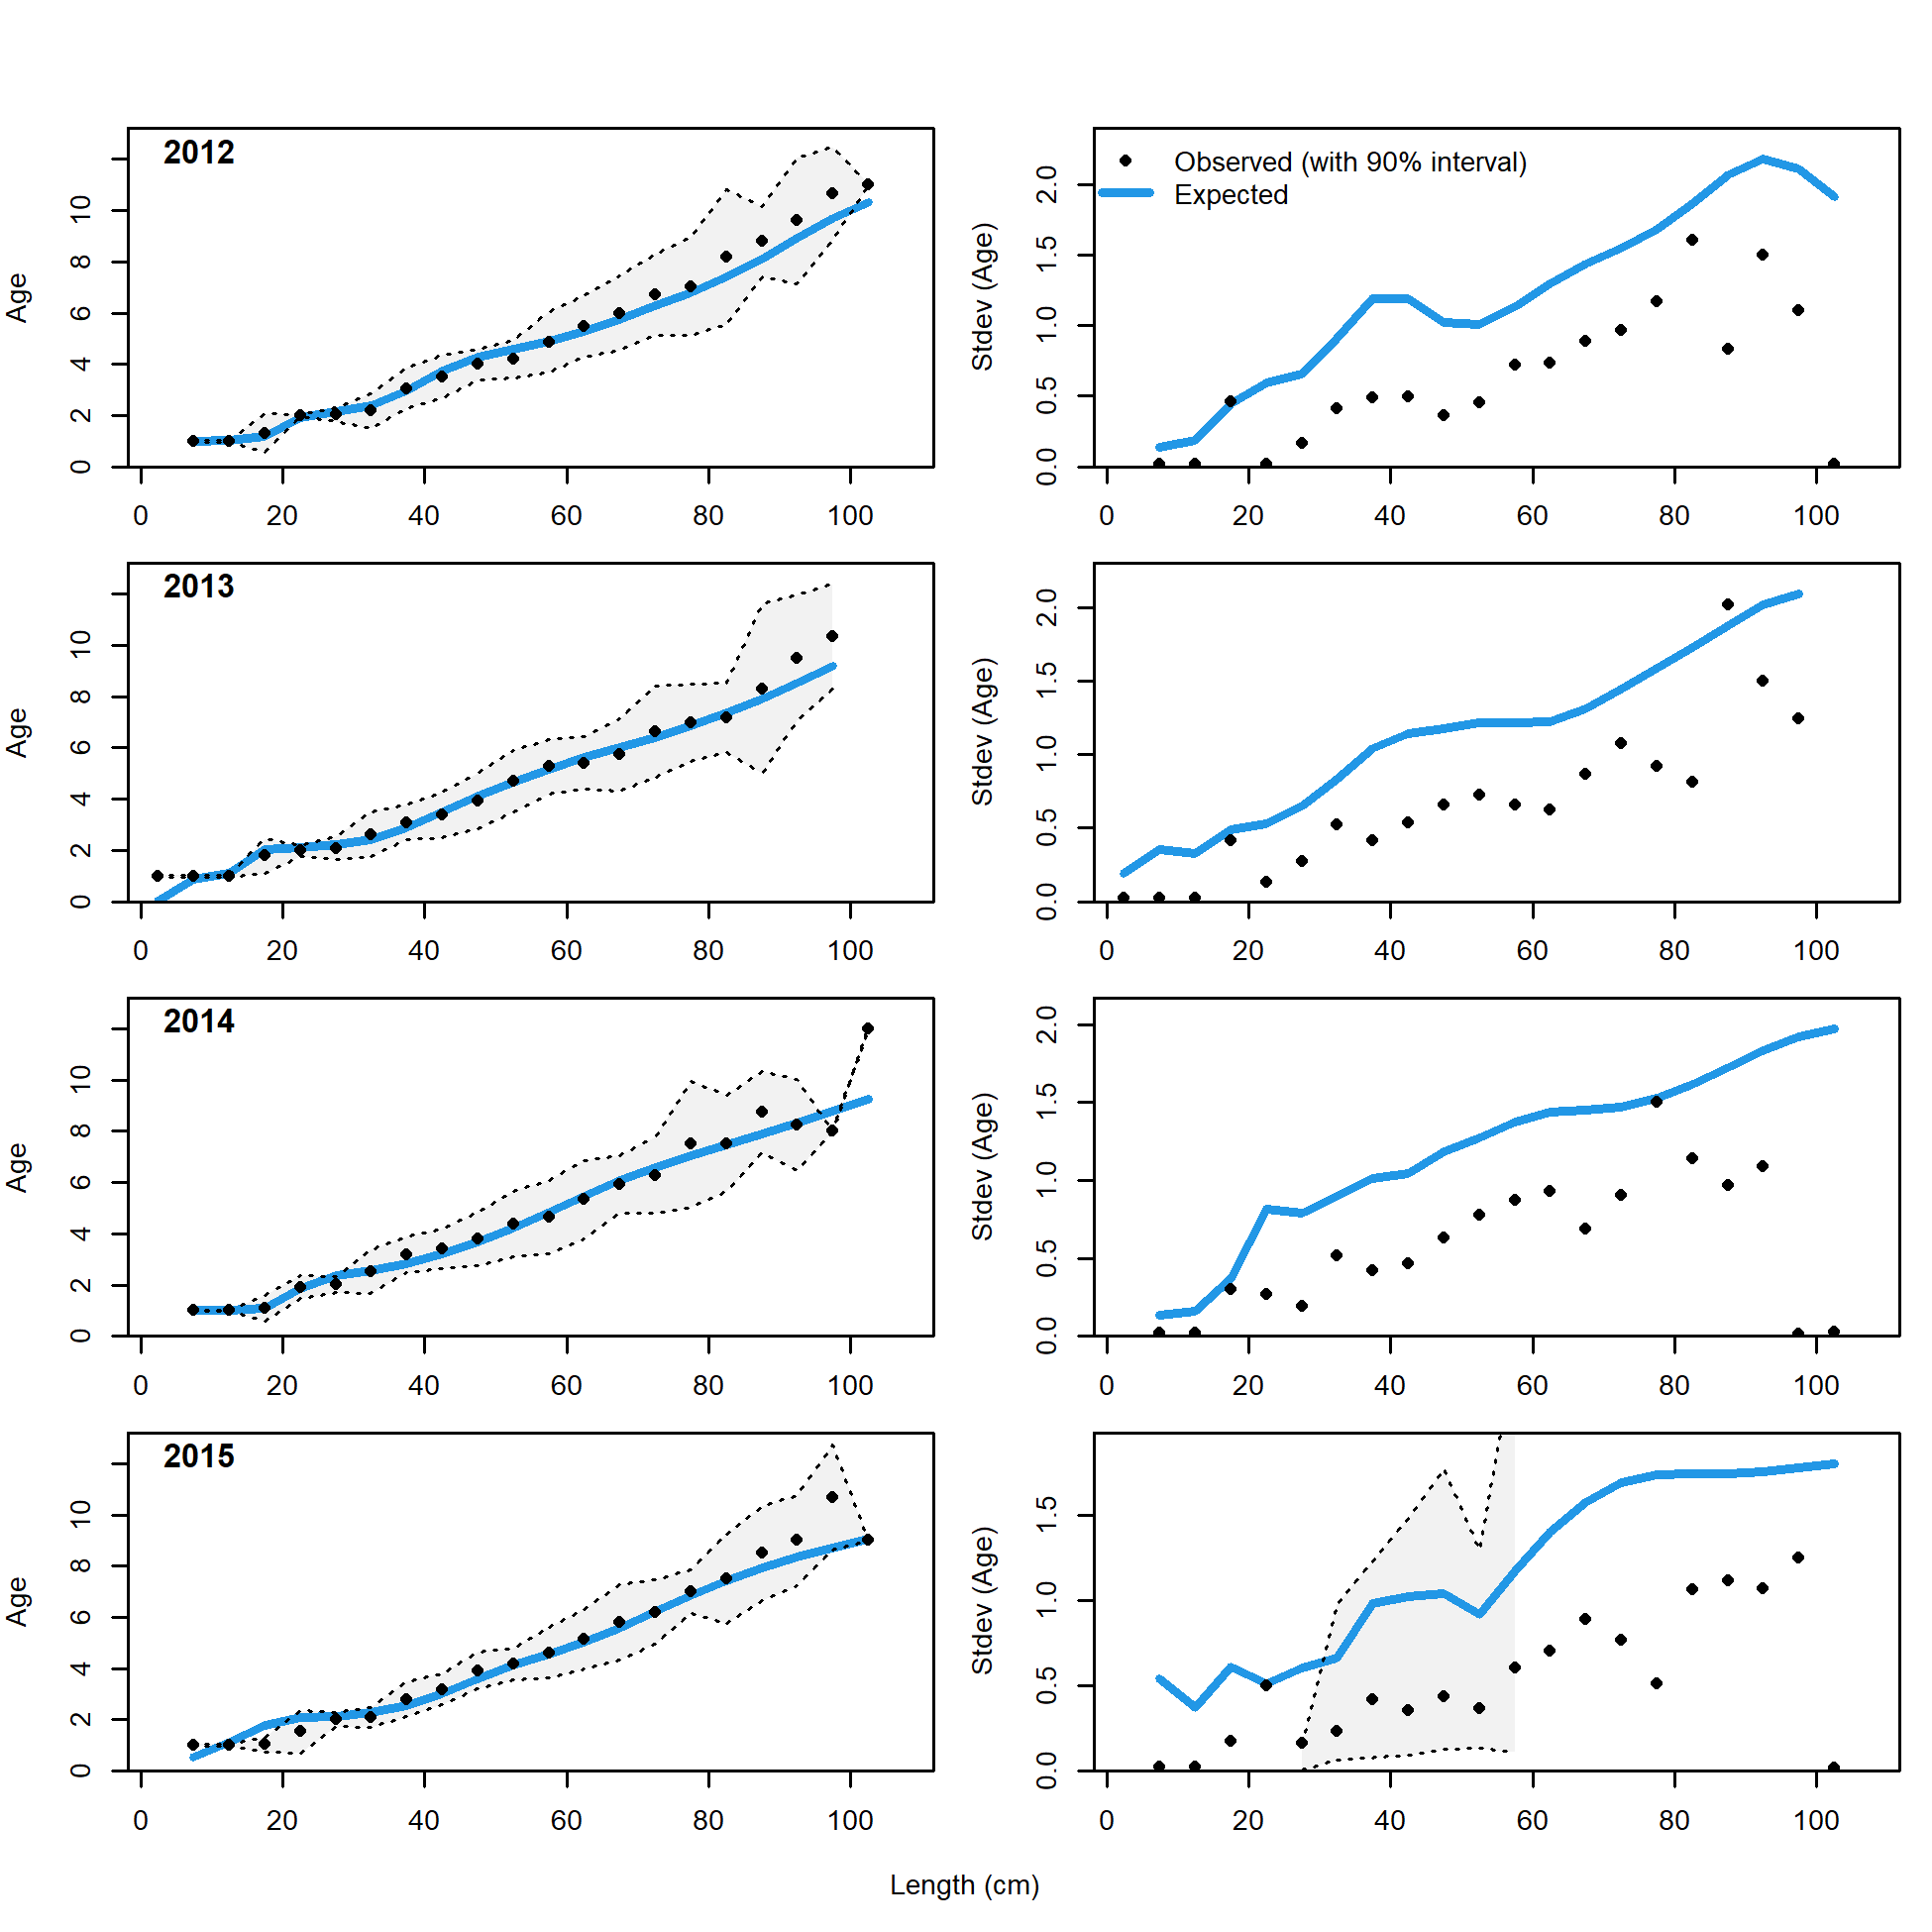 2012
Age
0 2 4 6 8 10
0 20 40 60 80 100
Observed (with 90% interval)
Expected
Stdev (Age)
0.0 0.5 1.0 1.5 2.0
0 20 40 60 80 100
2013
Age
0 2 4 6 8 10
0 20 40 60 80 100
Stdev (Age)
0.0 0.5 1.0 1.5 2.0
0 20 40 60 80 100
2014
Age
0 2 4 6 8 10
0 20 40 60 80 100
Stdev (Age)
0.0 0.5 1.0 1.5 2.0
0 20 40 60 80 100
2015
Age
0 2 4 6 8 10
0 20 40 60 80 100
Stdev (Age)
0.0 0.5 1.0 1.5
0 20 40 60 80 100
Length (cm)